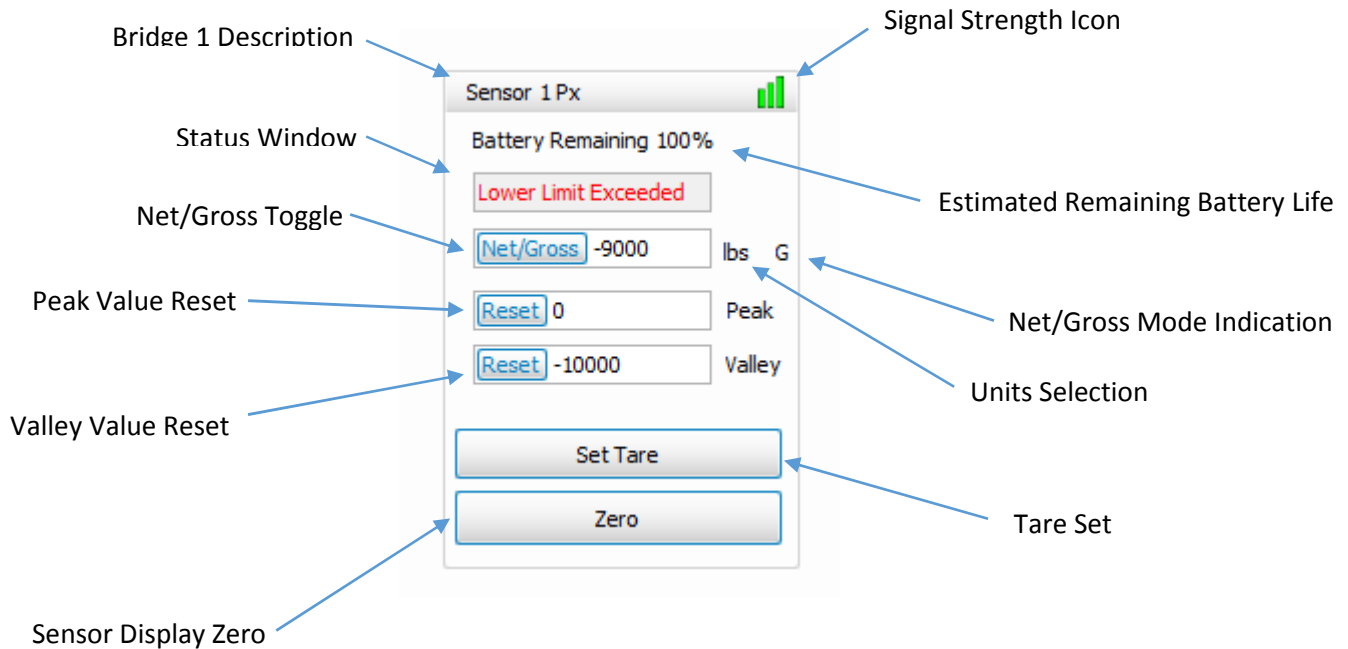 Signal Strength Icon
Bridge 1 Description
Sensor 1 Px
Status Window
Battery Remaining 100%
Lower Limit Exceeded
Estimated Remaining Battery Life
Net/Gross Toggle
Net/Gross -9000 lbs G
Peak Value Reset
Reset 0 Peak
Net/Gross Mode Indication
Reset -10000 Valley
Units Selection
Valley Value Reset
Set Tare
Zero
Tare Set
Sensor Display Zero